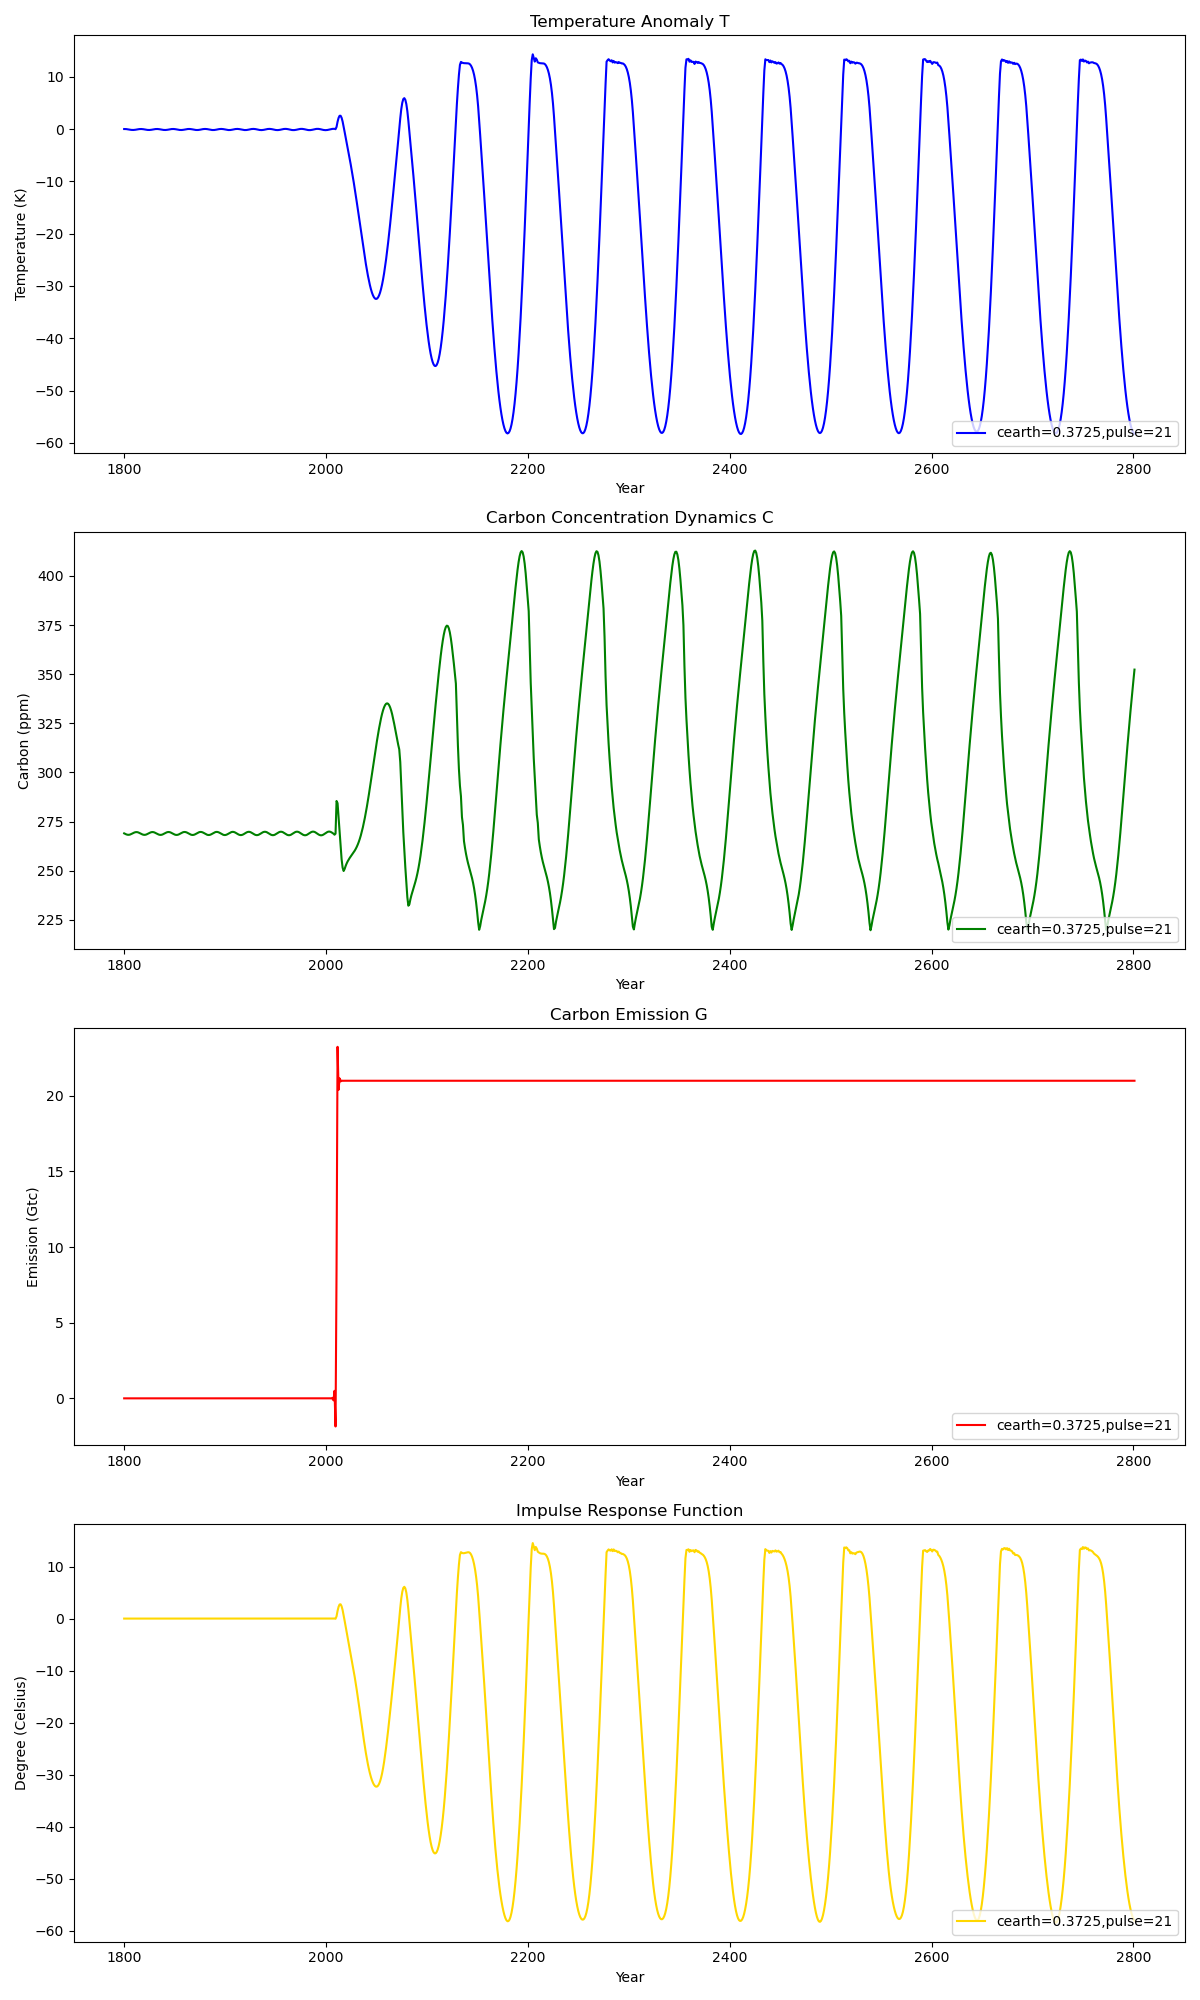 Temperature Anomaly T
Temperature (K)
10
0
−10
−20
−30
−40
−50
−60
cearth=0.3725,pulse=21
1800 2000 2200 2400 2600 2800
Year
Carbon Concentration Dynamics C
Carbon (ppm)
400
375
350
325
300
275
250
225
cearth=0.3725,pulse=21
1800 2000 2200 2400 2600 2800
Year
Carbon Emission G
Emission (Gtc)
20
15
10
5
0
cearth=0.3725,pulse=21
1800 2000 2200 2400 2600 2800
Year
Impulse Response Function
Degree (Celsius)
10
0
−10
−20
−30
−40
−50
−60
cearth=0.3725,pulse=21
1800 2000 2200 2400 2600 2800
Year